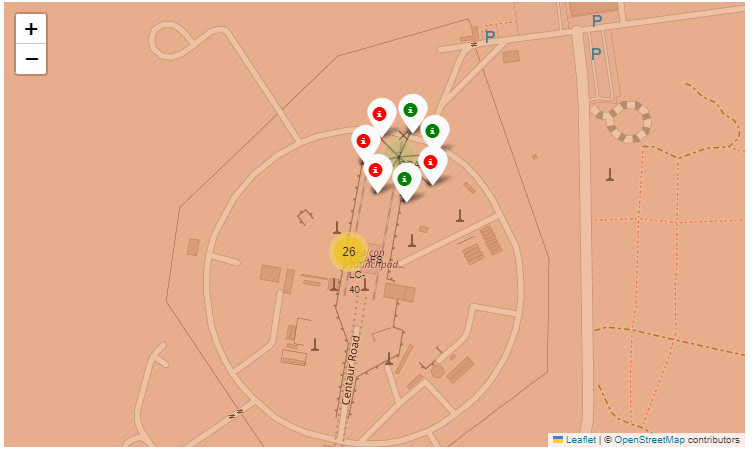 +
−
P
P
P
26
LC-
40
Centaur Road
Leaflet | © OpenStreetMap contributors